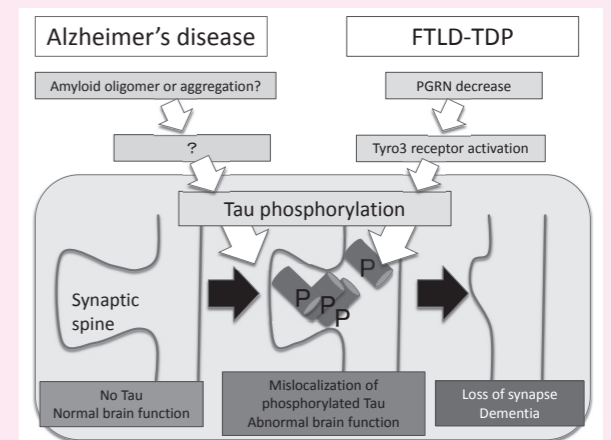 Alzheimer's disease
FTLD-TDP
Amyloid oligomer or aggregation?
PGRN decrease
?
Tyro3 receptor activation
Tau phosphorylation
Synaptic
spine
P
P
P
P
No Tau
Normal brain function
Mislocalization of
phosphorylated Tau
Abnormal brain function
Loss of synapse
Dementia